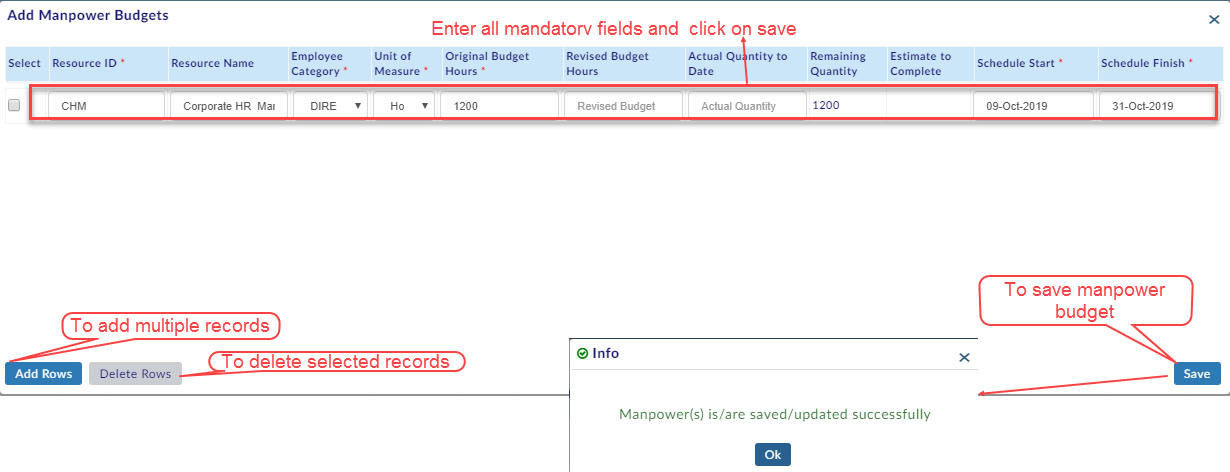 Add Manpower Budgets
Enter all mandatory fields and click on save
Select Resource ID * Resource Name Employee Category * Unit of Measure * Original Budget Hours * Revised Budget Hours Actual Quantity to Date Remaining Quantity Estimate to Complete Schedule Start * Schedule Finish *
CHM Corporate HR Mar DIRE Ho 1200 Revised Budget Actual Quantity 1200 09-Oct-2019 31-Oct-2019
To save manpower
budget
To add multiple records
To delete selected records
Add Rows Delete Rows
Save
Info
Manpower(s) is/are saved/updated successfully
Ok